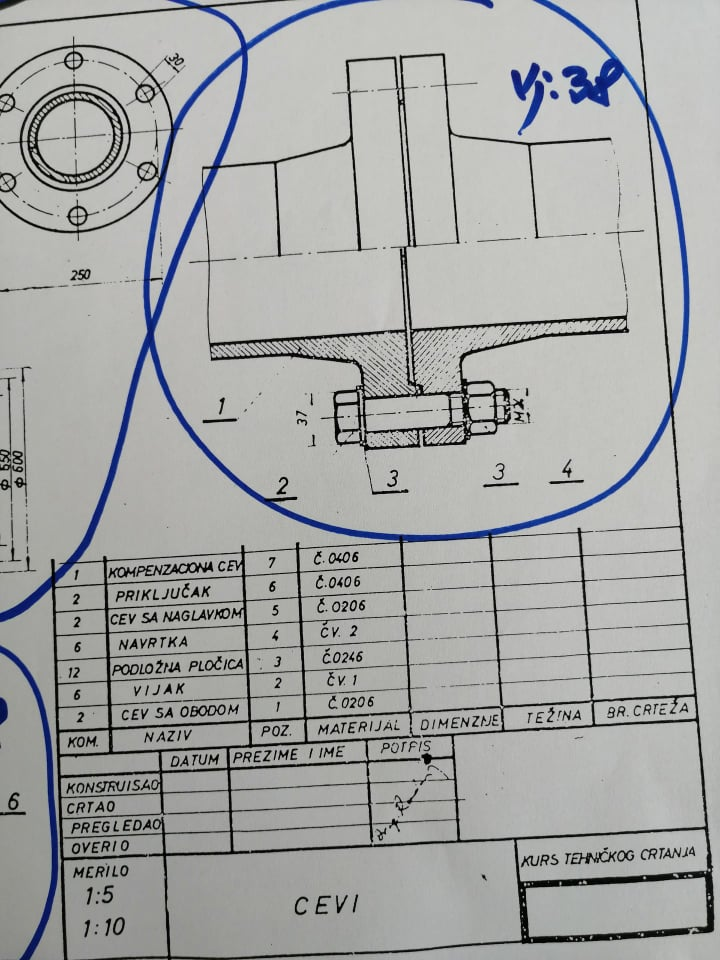 30
Vj: 38
250
φ 550
φ 600
37
1
2
3
3
4
6
1 KOMPENZACIONA CEV 7 Č.0406
2 PRIKLJUČAK 6 Č.0406
2 CEV SA NAGLAVKOM 5 Č.0206
6 NAVRTKA 4 ČV. 2
12 PODLOŽNA PLOČICA 3 Č.0246
6 VIJAK 2 ČV. 1
2 CEV SA OBODOM 1 Č.0206
KOM. NAZIV POZ. MATERIJAL DIMENZIJE TEŽINA BR. CRTEŽA
DATUM PREZIME I IME POTPIS
KONSTRUISAO
CRTAO
PREGLEDAO
OVERIO
MERILO
1:5
1:10
CEVI
KURS TEHNIČKOG CRTANJA